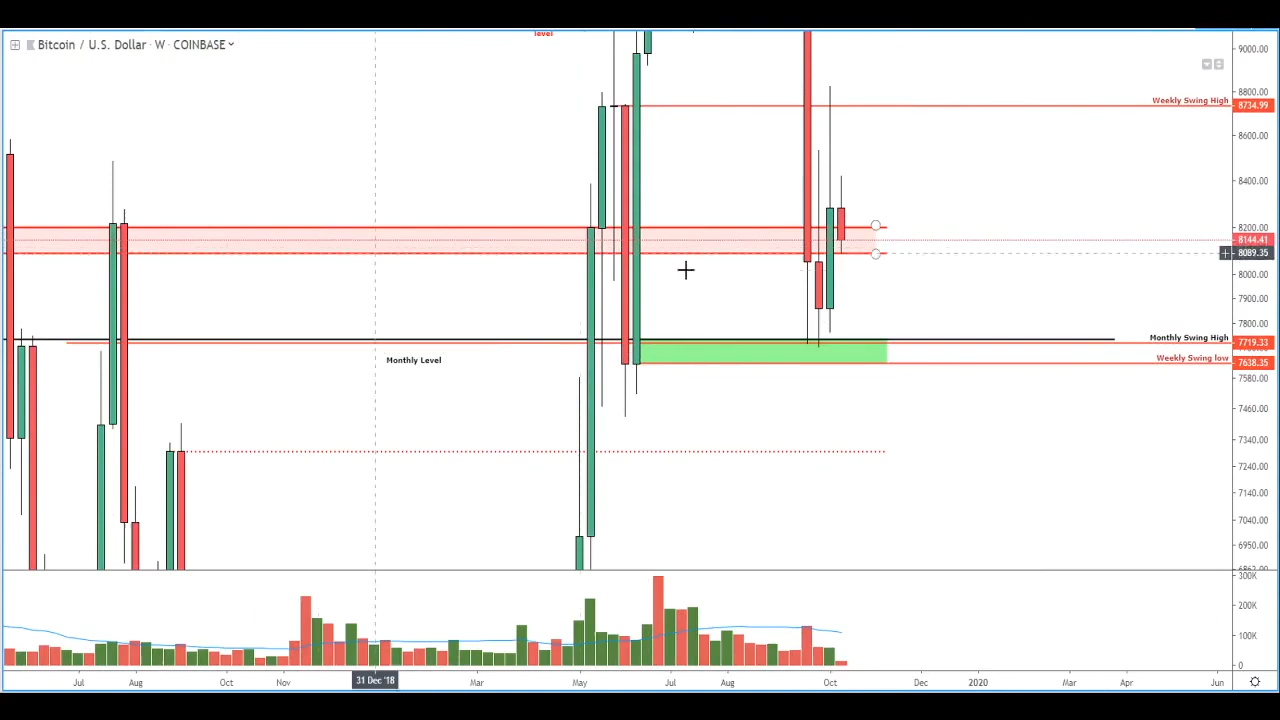 level
Bitcoin / U.S. Dollar · W · COINBASE
9000.00
8800.00
Weekly Swing High 8734.99
8600.00
8400.00
8200.00
8144.41
8089.35
8000.00
7900.00
7800.00
Monthly Swing High 7719.33
Monthly Level
Weekly Swing low 7638.35
7580.00
7460.00
7340.00
7240.00
7140.00
7040.00
6950.00
300K
200K
100K
0
Jul Aug Oct Nov 31 Dec '18 Mar May Jul Aug Oct Dec 2020 Mar Apr Jun